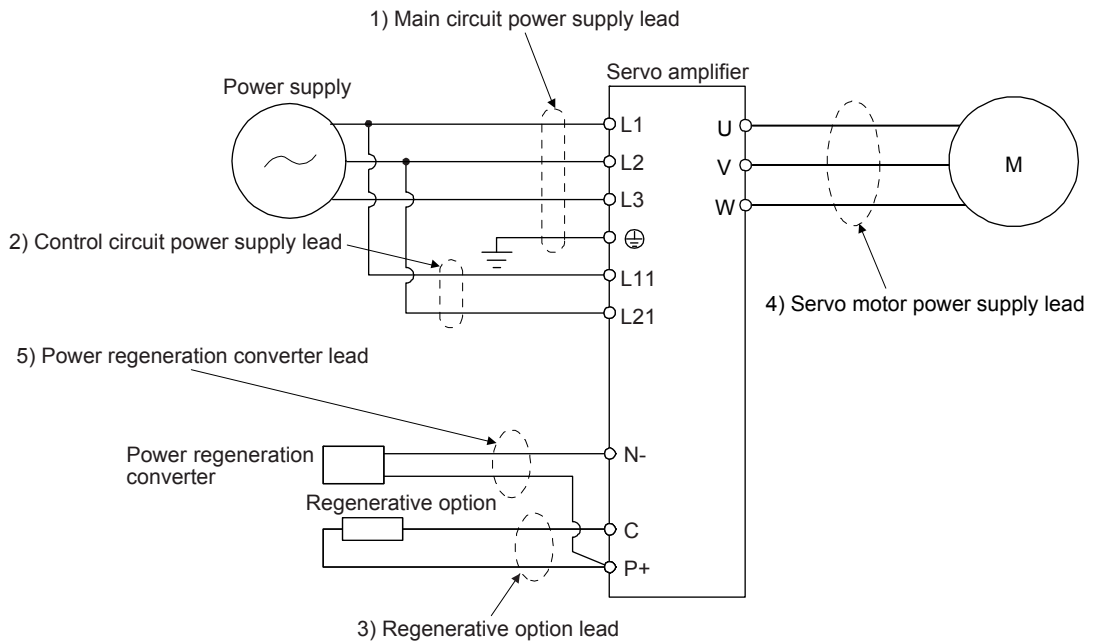 1) Main circuit power supply lead
Servo amplifier
Power supply
L1
U
L2
V
M
L3
W
2) Control circuit power supply lead
L11
4) Servo motor power supply lead
L21
5) Power regeneration converter lead
Power regeneration
converter
N-
Regenerative option
C
P+
3) Regenerative option lead